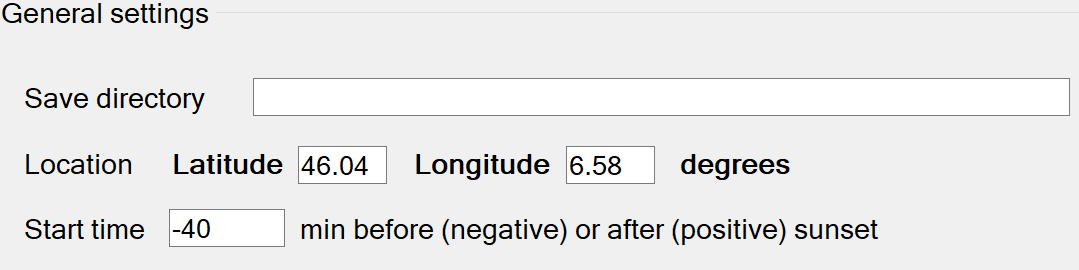 General settings
Save directory
Location Latitude 46.04 Longitude 6.58 degrees
Start time -40 min before (negative) or after (positive) sunset